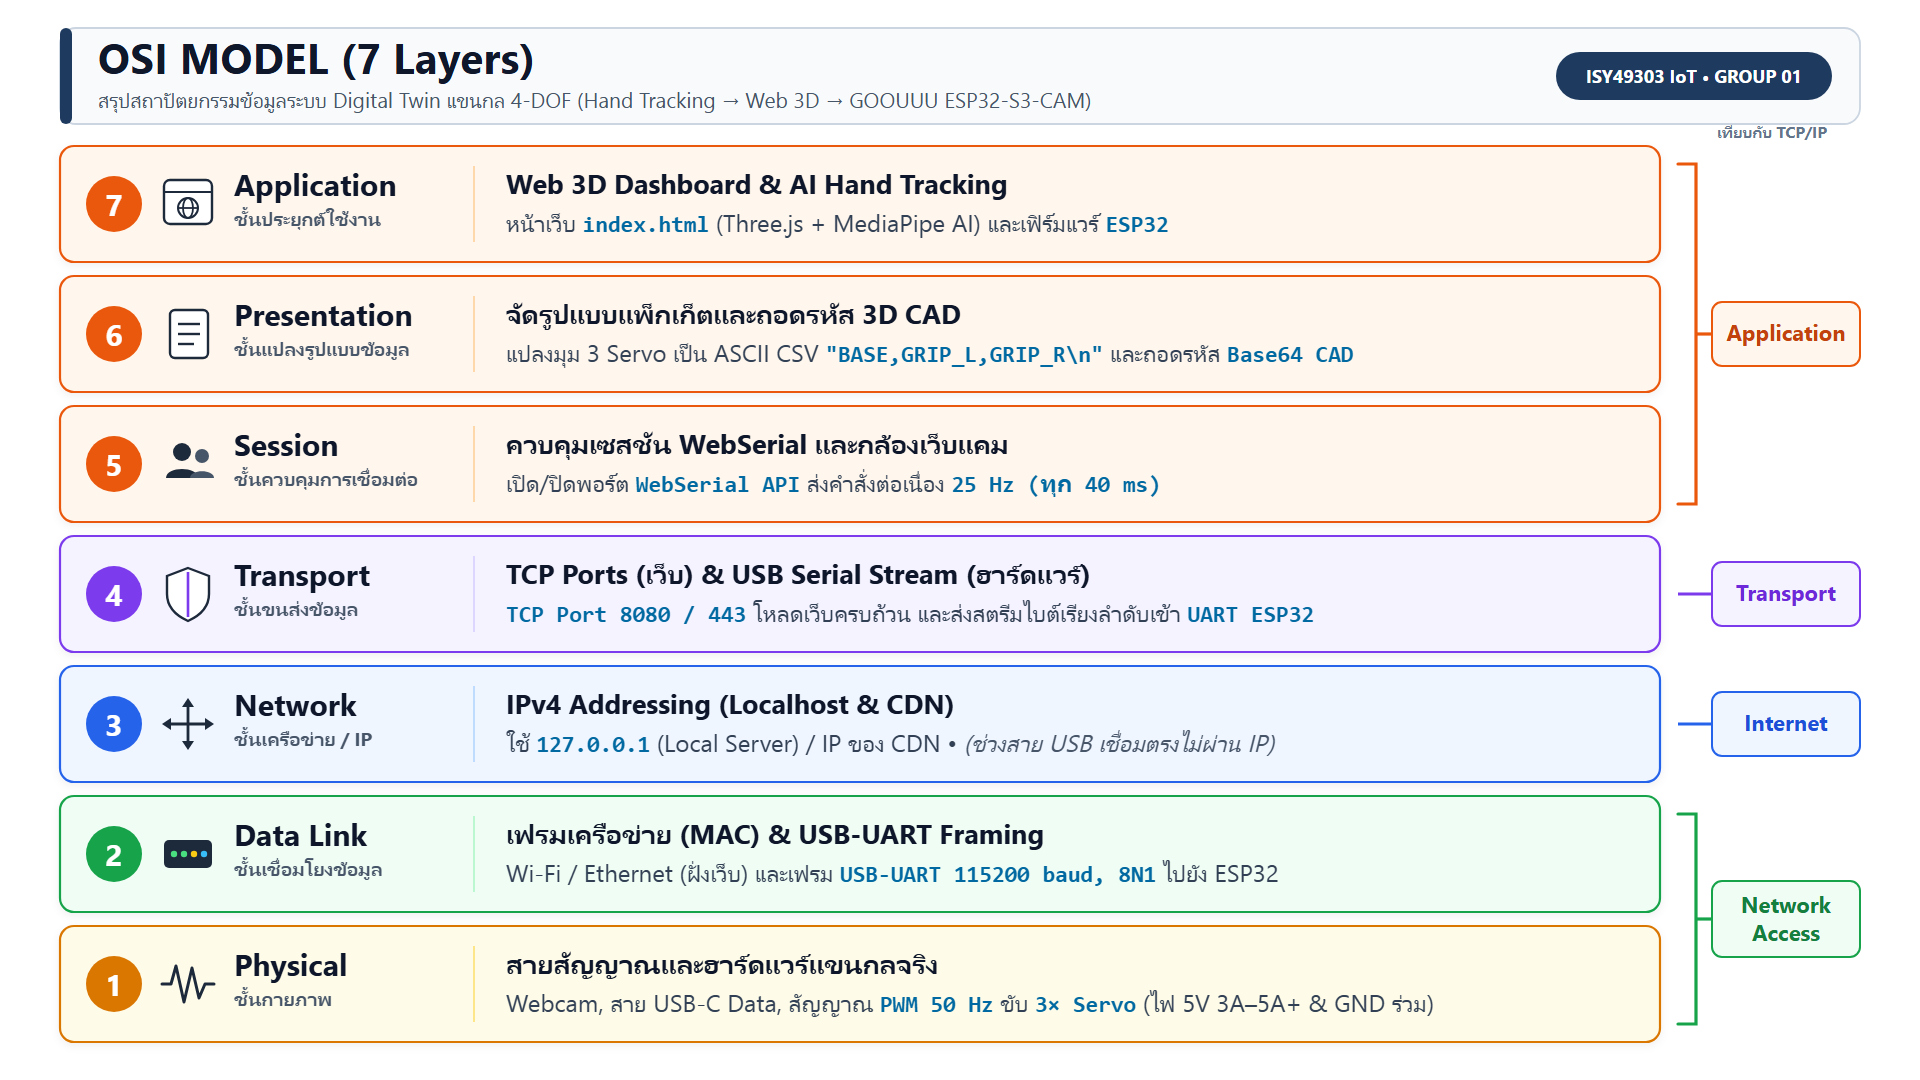 OSI MODEL (7 Layers)
สรุปสถาปัตยกรรมข้อมูลระบบ Digital Twin แขนกล 4-DOF (Hand Tracking → Web 3D → GOOUUU ESP32-S3-CAM)
ISY49303 IoT • GROUP 01
เทียบกับ TCP/IP
7
Application
ชั้นประยุกต์ใช้งาน
Web 3D Dashboard & AI Hand Tracking
หน้าเว็บ index.html (Three.js + MediaPipe AI) และเฟิร์มแวร์ ESP32
6
Presentation
ชั้นแปลงรูปแบบข้อมูล
จัดรูปแบบแพ็กเก็ตและถอดรหัส 3D CAD
แปลงมุม 3 Servo เป็น ASCII CSV "BASE,GRIP_L,GRIP_R\n" และถอดรหัส Base64 CAD
Application
5
Session
ชั้นควบคุมการเชื่อมต่อ
ควบคุมเซสชัน WebSerial และกล้องเว็บแคม
เปิด/ปิดพอร์ต WebSerial API ส่งคำสั่งต่อเนื่อง 25 Hz (ทุก 40 ms)
4
Transport
ชั้นขนส่งข้อมูล
TCP Ports (เว็บ) & USB Serial Stream (ฮาร์ดแวร์)
TCP Port 8080 / 443 โหลดเว็บครบถ้วน และส่งสตรีมไบต์เรียงลำดับเข้า UART ESP32
Transport
3
Network
ชั้นเครือข่าย / IP
IPv4 Addressing (Localhost & CDN)
ใช้ 127.0.0.1 (Local Server) / IP ของ CDN • (ช่วงสาย USB เชื่อมตรงไม่ผ่าน IP)
Internet
2
Data Link
ชั้นเชื่อมโยงข้อมูล
เฟรมเครือข่าย (MAC) & USB-UART Framing
Wi-Fi / Ethernet (ฝั่งเว็บ) และเฟรม USB-UART 115200 baud, 8N1 ไปยัง ESP32
Network
Access
1
Physical
ชั้นกายภาพ
สายสัญญาณและฮาร์ดแวร์แขนกลจริง
Webcam, สาย USB-C Data, สัญญาณ PWM 50 Hz ขับ 3× Servo (ไฟ 5V 3A–5A+ & GND ร่วม)